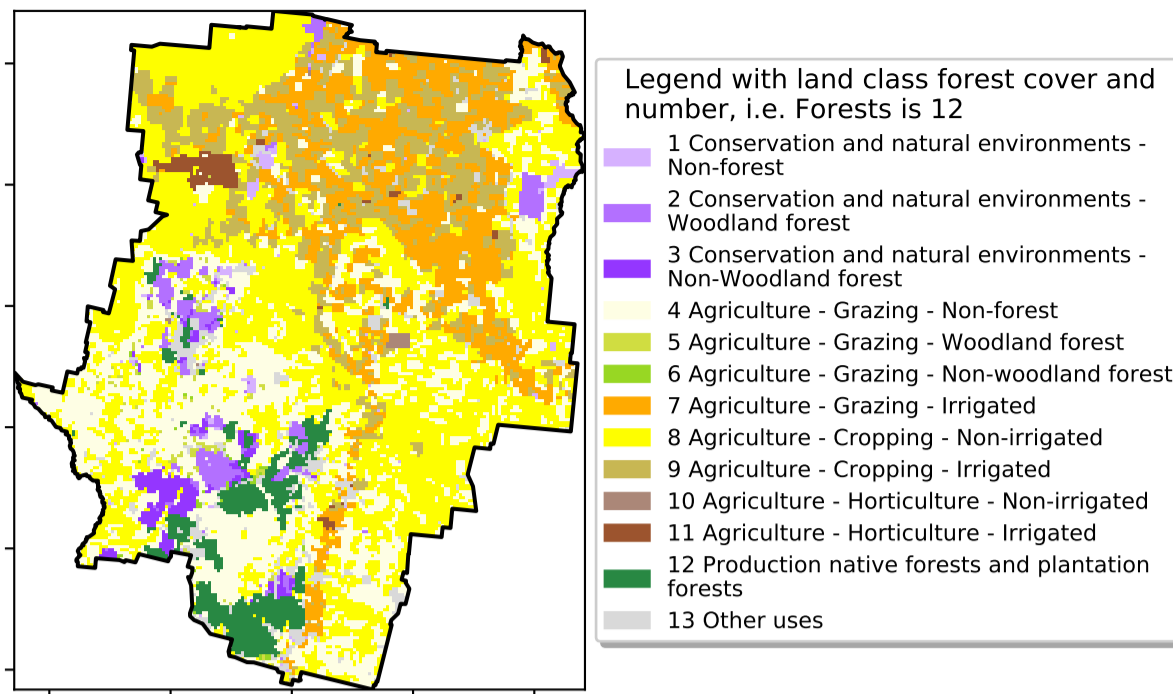 Legend with land class forest cover and
number, i.e. Forests is 12
1 Conservation and natural environments -
Non-forest
2 Conservation and natural environments -
Woodland forest
3 Conservation and natural environments -
Non-Woodland forest
4 Agriculture - Grazing - Non-forest
5 Agriculture - Grazing - Woodland forest
6 Agriculture - Grazing - Non-woodland forest
7 Agriculture - Grazing - Irrigated
8 Agriculture - Cropping - Non-irrigated
9 Agriculture - Cropping - Irrigated
10 Agriculture - Horticulture - Non-irrigated
11 Agriculture - Horticulture - Irrigated
12 Production native forests and plantation
forests
13 Other uses